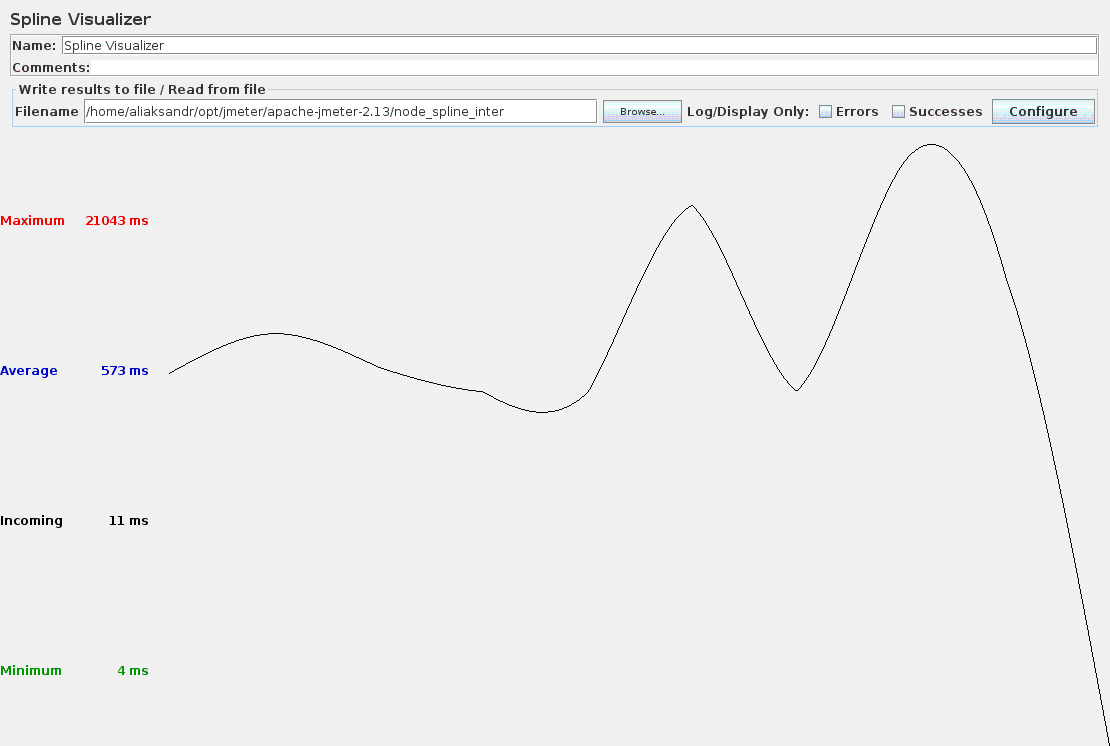 Spline Visualizer
Name: Spline Visualizer
Comments:
Write results to file / Read from file
Filename /home/aliaksandr/opt/jmeter/apache-jmeter-2.13/node_spline_inter Browse... Log/Display Only: Errors Successes Configure
Maximum 21043 ms
Average 573 ms
Incoming 11 ms
Minimum 4 ms